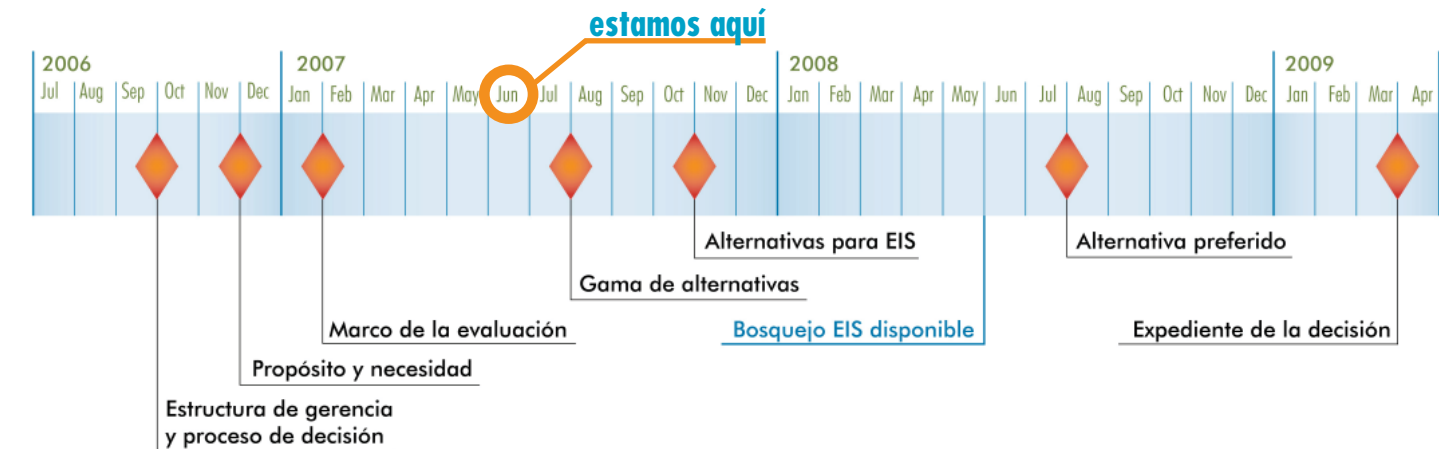 estamos aquí
2006 2007 2008 2009
Jul Aug Sep Oct Nov Dec Jan Feb Mar Apr May Jun Jul Aug Sep Oct Nov Dec Jan Feb Mar Apr May Jun Jul Aug Sep Oct Nov Dec Jan Feb Mar Apr
Alternativas para EIS
Alternativa preferido
Gama de alternativas
Marco de la evaluación
Bosquejo EIS disponible
Expediente de la decisión
Propósito y necesidad
Estructura de gerencia
y proceso de decisión